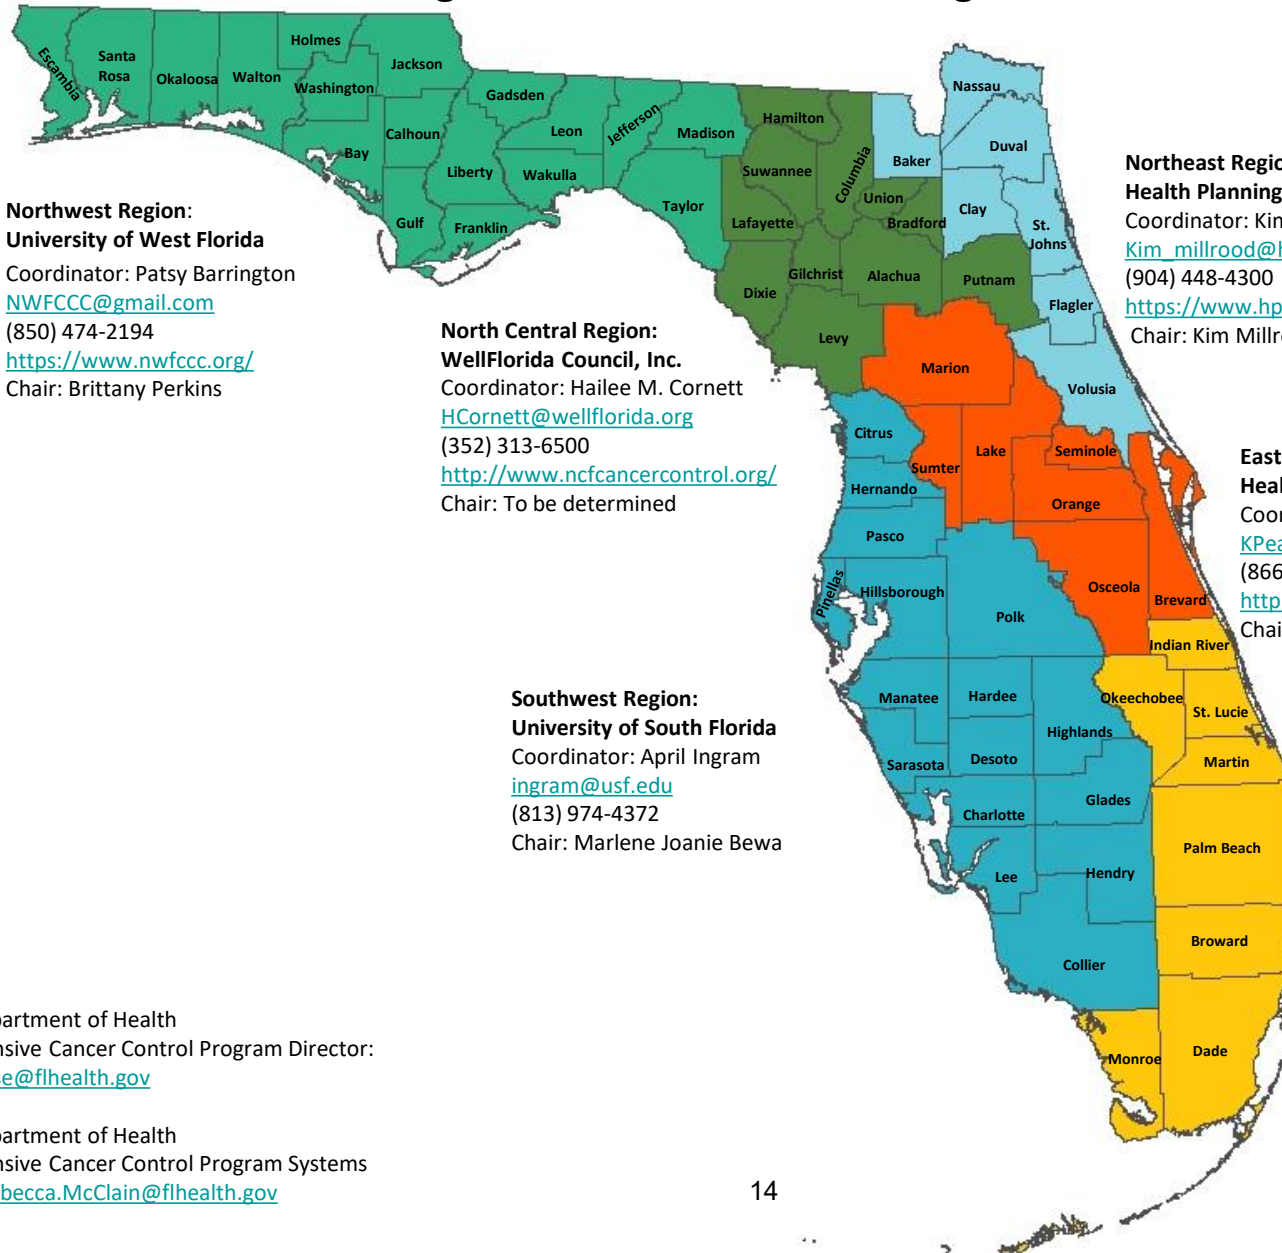 Escambia
Santa
Rosa
Okaloosa
Walton
Holmes
Washington
Jackson
Bay
Calhoun
Gulf
Liberty
Franklin
Gadsden
Leon
Wakulla
Jefferson
Madison
Taylor
Hamilton
Suwannee
Columbia
Lafayette
Union
Bradford
Gilchrist
Alachua
Dixie
Levy
Putnam
Baker
Nassau
Duval
Clay
St.
Johns
Flagler
Volusia
Marion
Citrus
Sumter
Lake
Seminole
Orange
Hernando
Pasco
Pinellas
Hillsborough
Polk
Osceola
Brevard
Indian River
Manatee
Hardee
Highlands
Okeechobee
St. Lucie
Sarasota
Desoto
Martin
Charlotte
Glades
Lee
Hendry
Palm Beach
Broward
Collier
Monroe
Dade
Northwest Region:
University of West Florida
Coordinator: Patsy Barrington
NWFCCC@gmail.com
(850) 474-2194
https://www.nwfccc.org/
Chair: Brittany Perkins
North Central Region:
WellFlorida Council, Inc.
Coordinator: Hailee M. Cornett
HCornett@wellflorida.org
(352) 313-6500
http://www.ncfcancercontrol.org/
Chair: To be determined
Northeast Regio
Health Planning
Coordinator: Kim
Kim_millrood@h
(904) 448-4300
https://www.hp
Chair: Kim Millro
East
Heal
Coor
KPea
(866
http
Chai
Southwest Region:
University of South Florida
Coordinator: April Ingram
ingram@usf.edu
(813) 974-4372
Chair: Marlene Joanie Bewa
partment of Health
nsive Cancer Control Program Director:
se@flhealth.gov
partment of Health
nsive Cancer Control Program Systems
becca.McClain@flhealth.gov
14